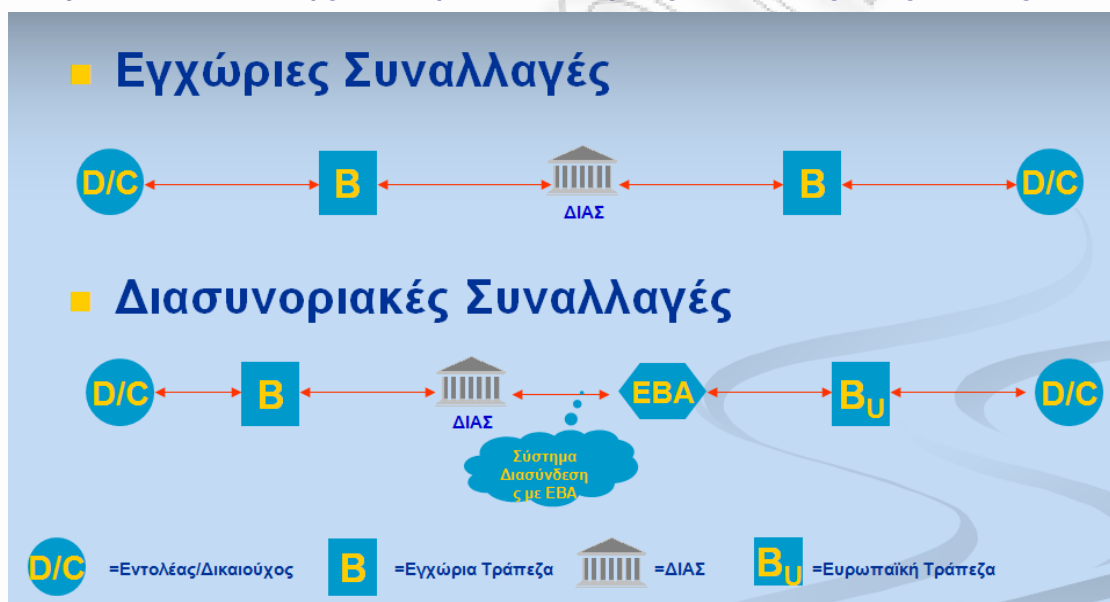 Εγχώριες Συναλλαγές
D/C B B D/C
ΔΙΑΣ
Διασυνοριακές Συναλλαγές
D/C B EBA BU D/C
ΔΙΑΣ
Σύστημα
Διασύνδεση
ς με EBA
D/C =Εντολέας/Δικαιούχος B =Εγχώρια Τράπεζα =ΔΙΑΣ BU =Ευρωπαϊκή Τράπεζα